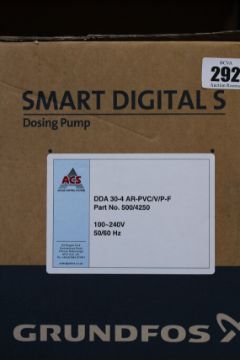 BCVA
292
SMART DIGITAL S
Dosing Pump
ACS
DDA 30-4 AR-PVC/V/P-F
Part No. 500/4250
100-240V
50/60 Hz
GRUNDFOS